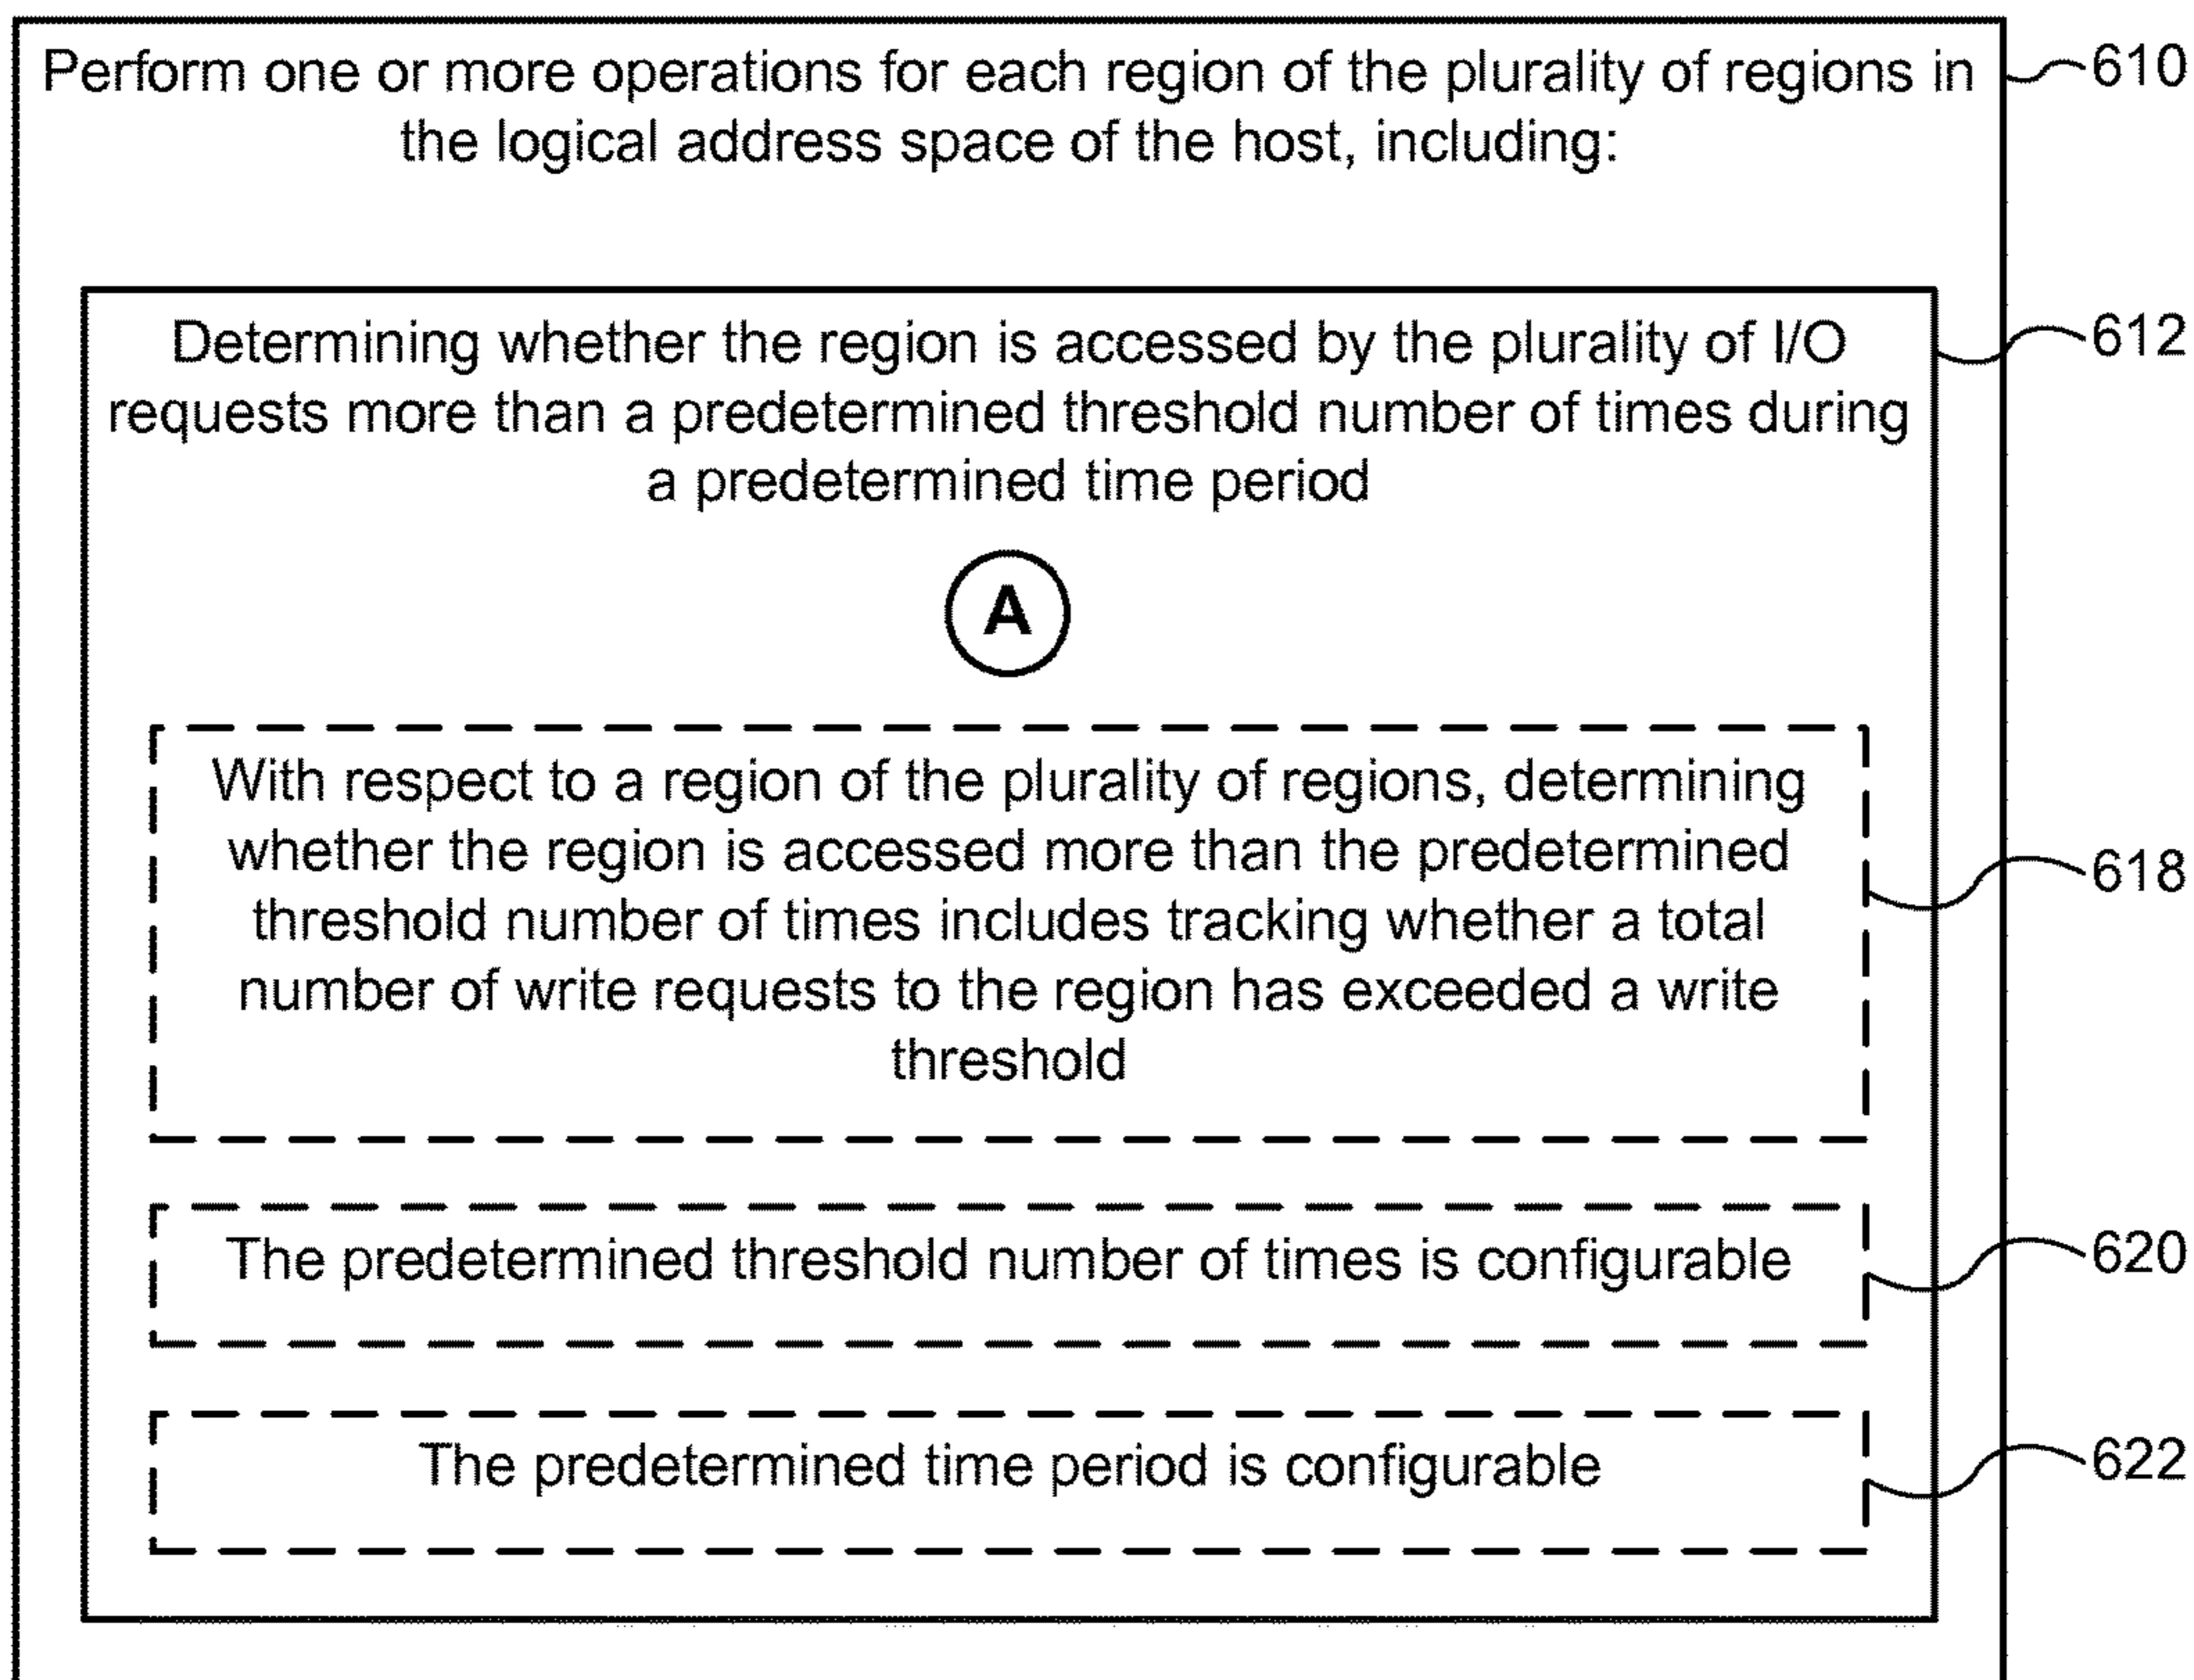 Perform one or more operations for each region of the plurality of regions in
the logical address space of the host, including:
610
Determining whether the region is accessed by the plurality of I/O
requests more than a predetermined threshold number of times during
a predetermined time period
612
A
With respect to a region of the plurality of regions, determining
whether the region is accessed more than the predetermined
threshold number of times includes tracking whether a total
number of write requests to the region has exceeded a write
threshold
618
The predetermined threshold number of times is configurable
620
The predetermined time period is configurable
622